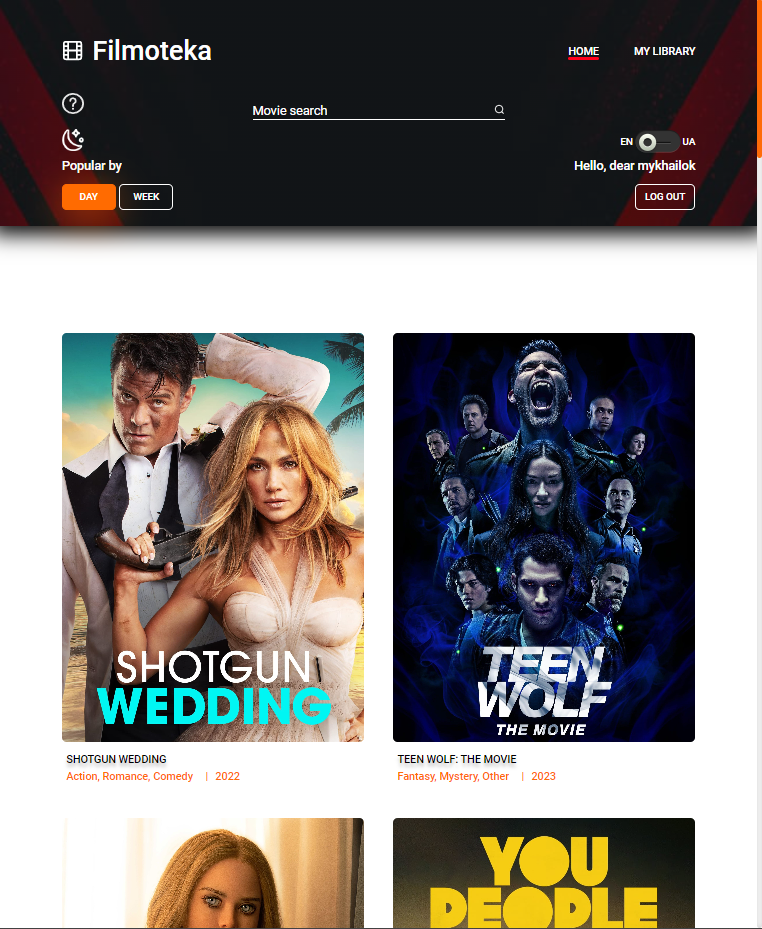 Filmoteka
HOME
MY LIBRARY
?
Movie search
EN
UA
Popular by
Hello, dear mykhailok
DAY
WEEK
LOG OUT
SHOTGUN
WEDDING
TEEN
WOLF
THE MOVIE
SHOTGUN WEDDING
Action, Romance, Comedy | 2022
TEEN WOLF: THE MOVIE
Fantasy, Mystery, Other | 2023
YOU
PEOPLE